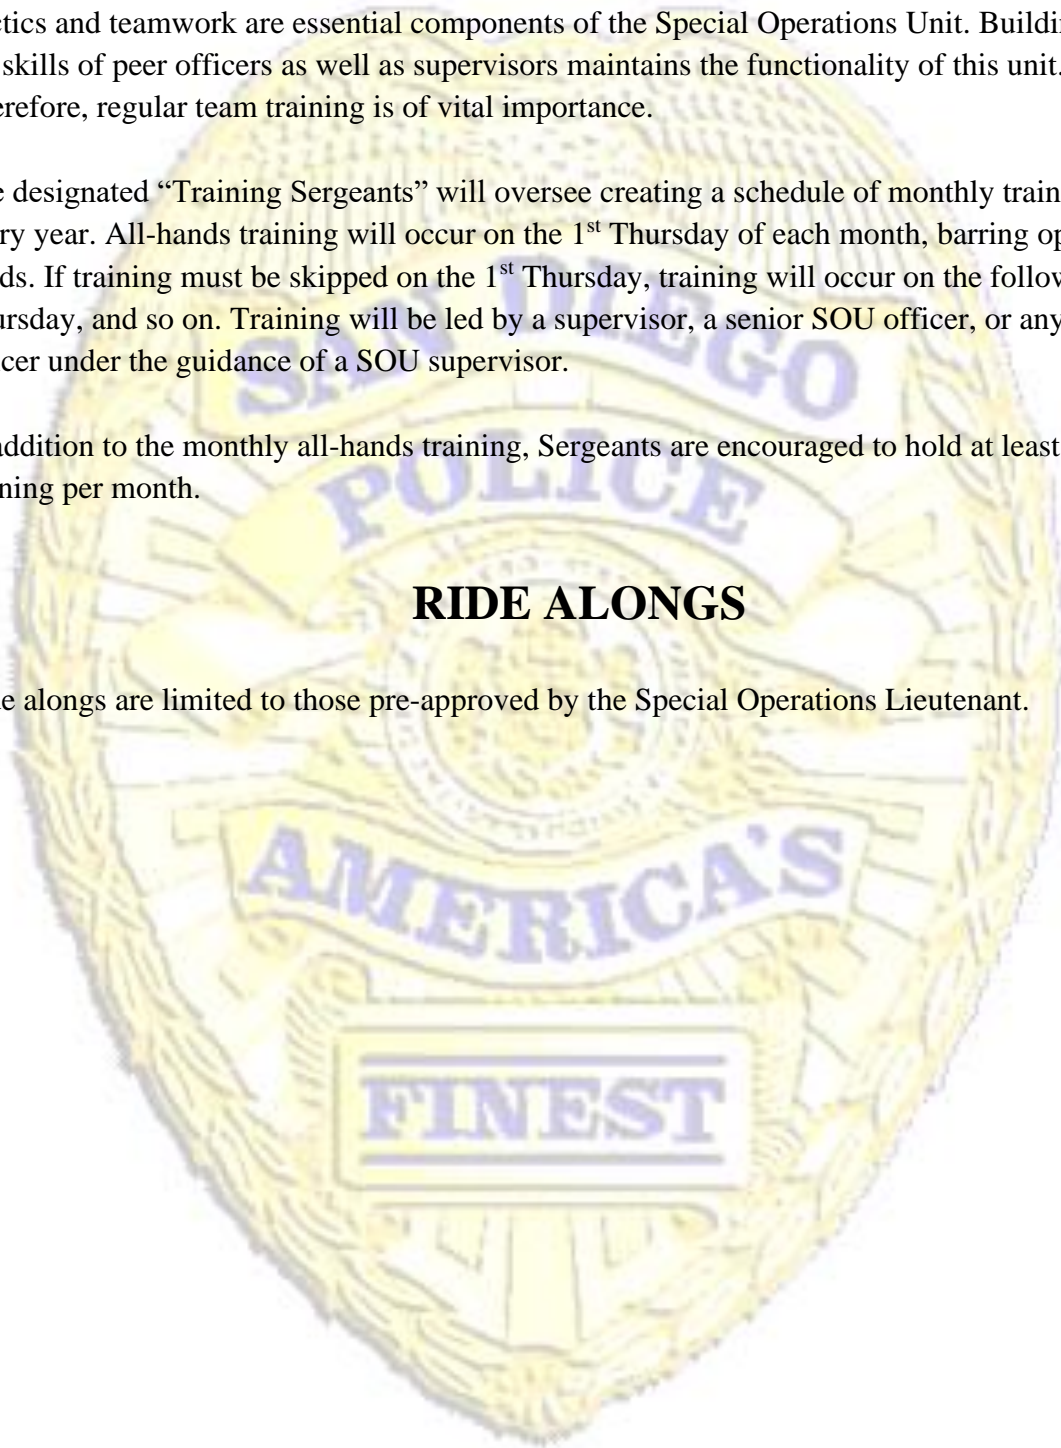 ctics and teamwork are essential components of the Special Operations Unit. Buildi
skills of peer officers as well as supervisors maintains the functionality of this unit.
erefore, regular team training is of vital importance.
e designated “Training Sergeants” will oversee creating a schedule of monthly train
ry year. All-hands training will occur on the 1st Thursday of each month, barring op
ds. If training must be skipped on the 1st Thursday, training will occur on the follow
ursday, and so on. Training will be led by a supervisor, a senior SOU officer, or any
icer under the guidance of a SOU supervisor.
addition to the monthly all-hands training, Sergeants are encouraged to hold at least
ning per month.
RIDE ALONGS
e alongs are limited to those pre-approved by the Special Operations Lieutenant.
SAN DIEGO
POLICE
AMERICA'S
FINEST